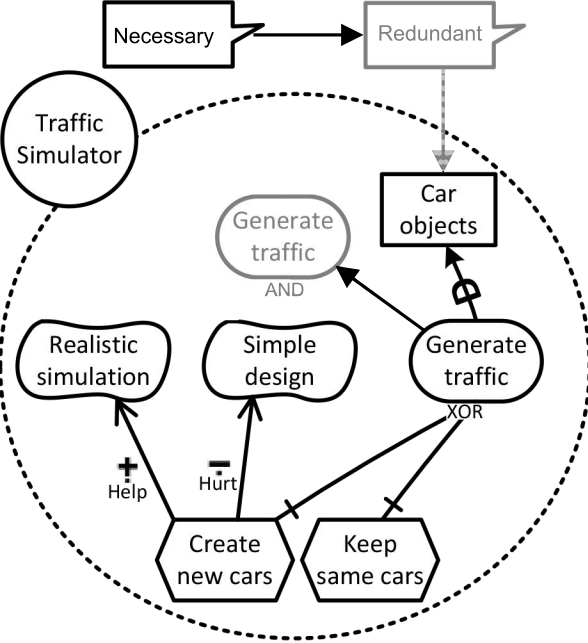 Necessary
Redundant
Traffic
Simulator
Car
objects
Generate
traffic
AND
Realistic
simulation
Simple
design
Generate
traffic
XOR
D
+
Help
-
Hurt
Create
new cars
Keep
same cars